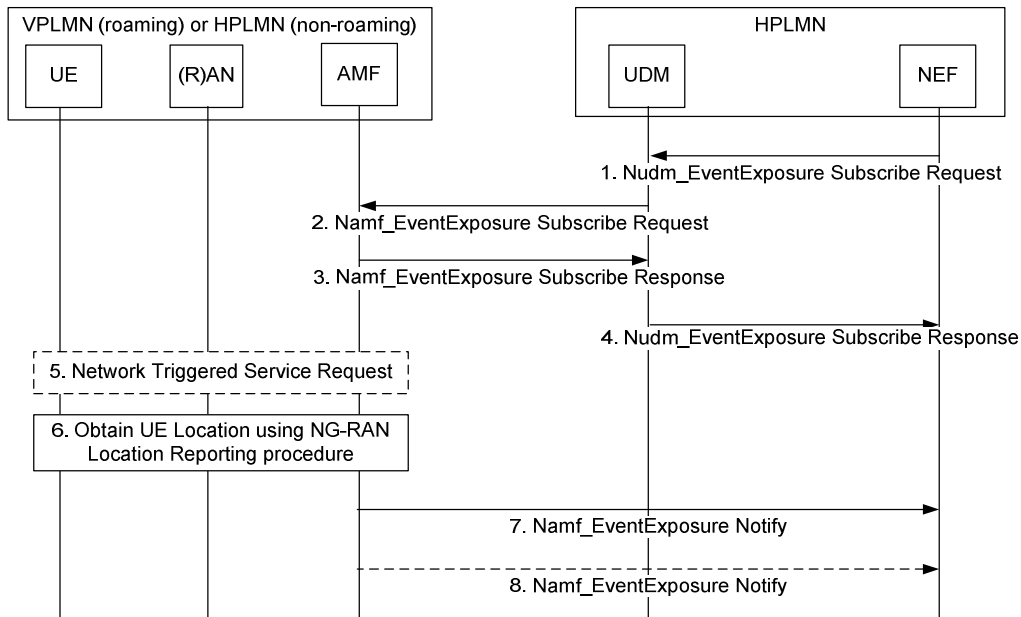 VPLMN (roaming) or HPLMN (non-roaming)
HPLMN
UE
(R)AN
AMF
UDM
NEF
1. Nudm_EventExposure Subscribe Request
2. Namf_EventExposure Subscribe Request
3. Namf_EventExposure Subscribe Response
4. Nudm_EventExposure Subscribe Response
5. Network Triggered Service Request
6. Obtain UE Location using NG-RAN
Location Reporting procedure
7. Namf_EventExposure Notify
8. Namf_EventExposure Notify